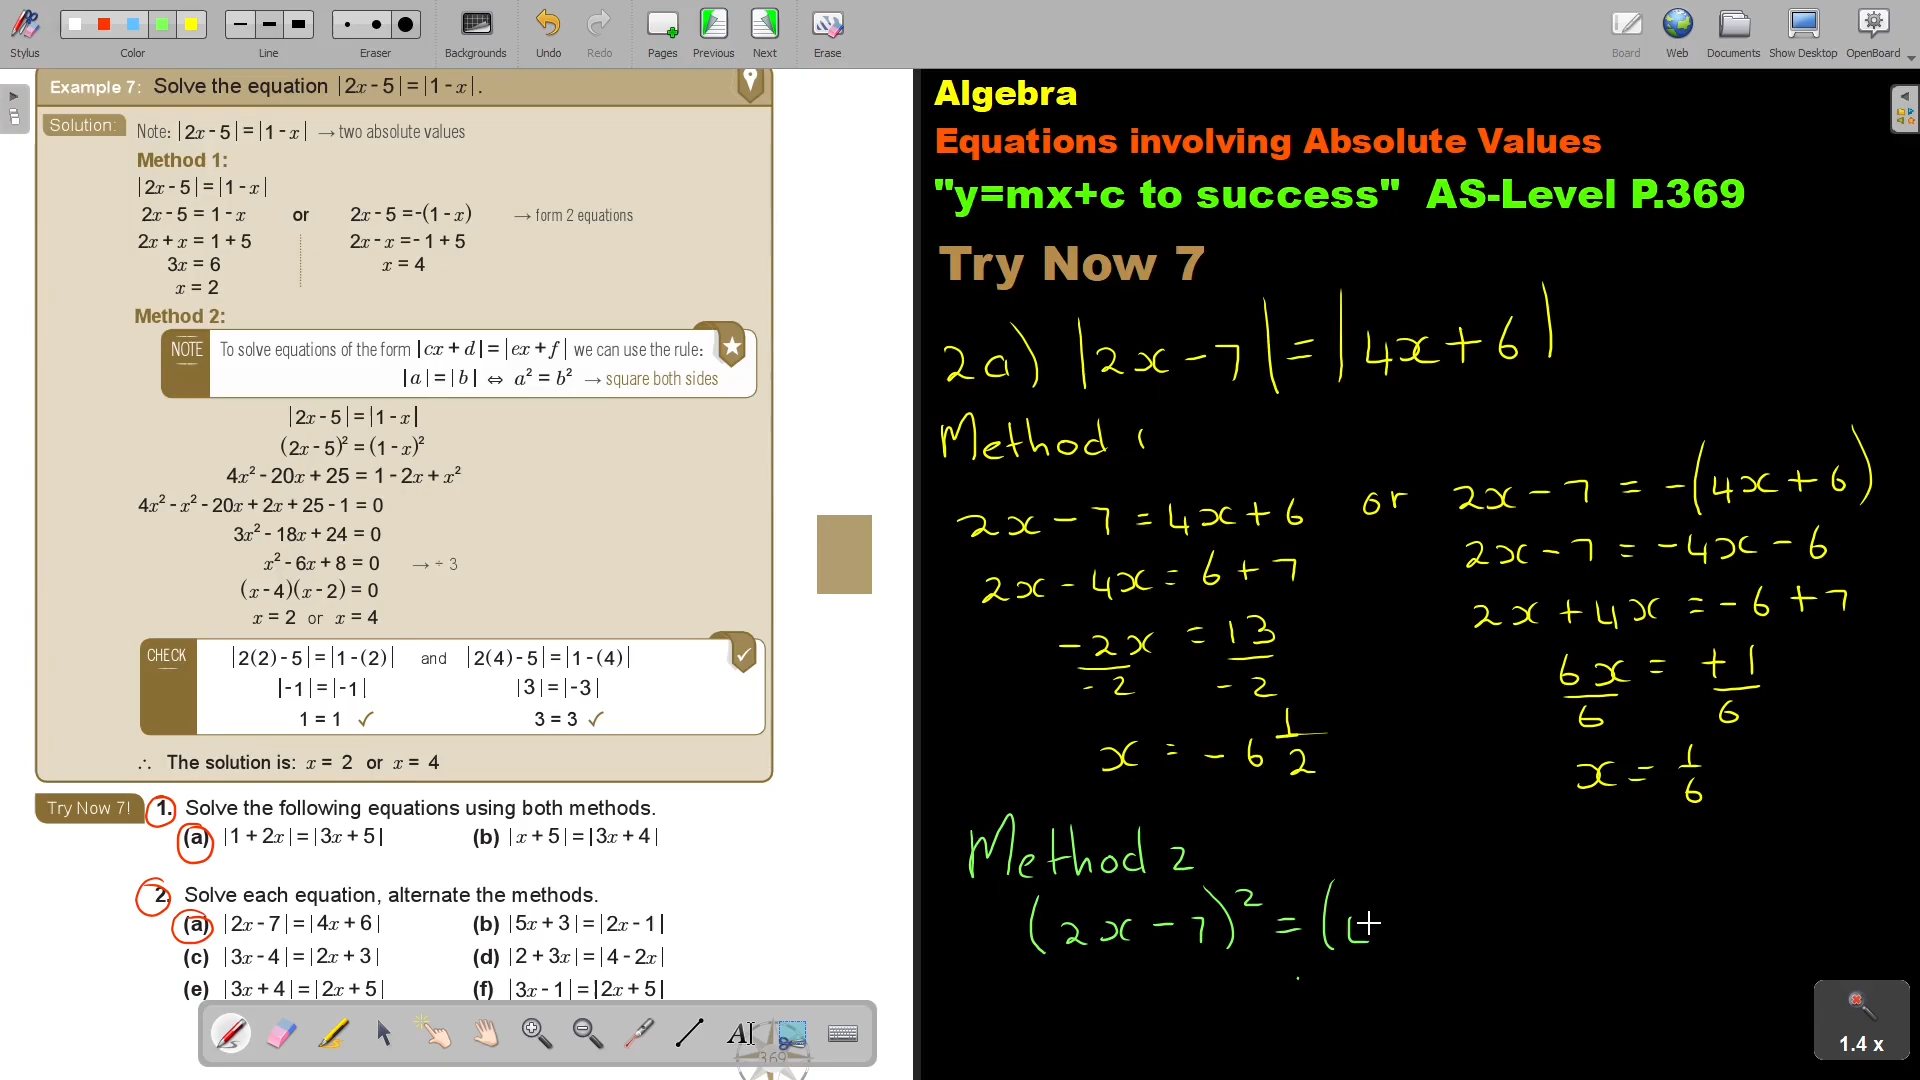 Stylus
Color
Line
Eraser
Backgrounds
Undo
Redo
Pages
Previous
Next
Erase
Board
Web
Documents
Show Desktop
OpenBoard
Example 7: Solve the equation |2x - 5| = |1 - x|.
Solution:
Note: |2x - 5| = |1 - x| → two absolute values
Method 1:
|2x - 5| = |1 - x|
2x - 5 = 1 - x or 2x - 5 = -(1 - x) → form 2 equations
2x + x = 1 + 5 2x - x = - 1 + 5
3x = 6 x = 4
x = 2
Method 2:
NOTE To solve equations of the form |cx + d| = |ex + f| we can use the rule:
|a| = |b| ⇔ a² = b² → square both sides
|2x - 5| = |1 - x|
(2x - 5)² = (1 - x)²
4x² - 20x + 25 = 1 - 2x + x²
4x² - x² - 20x + 2x + 25 - 1 = 0
3x² - 18x + 24 = 0
x² - 6x + 8 = 0 → ÷ 3
(x - 4)(x - 2) = 0
x = 2 or x = 4
CHECK |2(2) - 5| = |1 - (2)| and |2(4) - 5| = |1 - (4)|
|-1| = |-1| |3| = |-3|
1 = 1 ✓ 3 = 3 ✓
∴ The solution is: x = 2 or x = 4
Try Now 7! 1. Solve the following equations using both methods.
(a) |1 + 2x| = |3x + 5| (b) |x + 5| = |3x + 4|
2. Solve each equation, alternate the methods.
(a) |2x - 7| = |4x + 6| (b) |5x + 3| = |2x - 1|
(c) |3x - 4| = |2x + 3| (d) |2 + 3x| = |4 - 2x|
(e) |3x + 4| = |2x + 5| (f) |3x - 1| = |2x + 5|
369
Algebra
Equations involving Absolute Values
"y=mx+c to success" AS-Level P.369
Try Now 7
2a) |2x - 7| = |4x + 6|
Method 1
2x - 7 = 4x + 6 or 2x - 7 = -(4x + 6)
2x - 7 = -4x - 6
2x - 4x = 6 + 7
2x + 4x = -6 + 7
-2x/-2 = 13/-2
6x/6 = +1/6
x = -6 1/2
x = 1/6
Method 2
(2x - 7)² = (
1.4 x